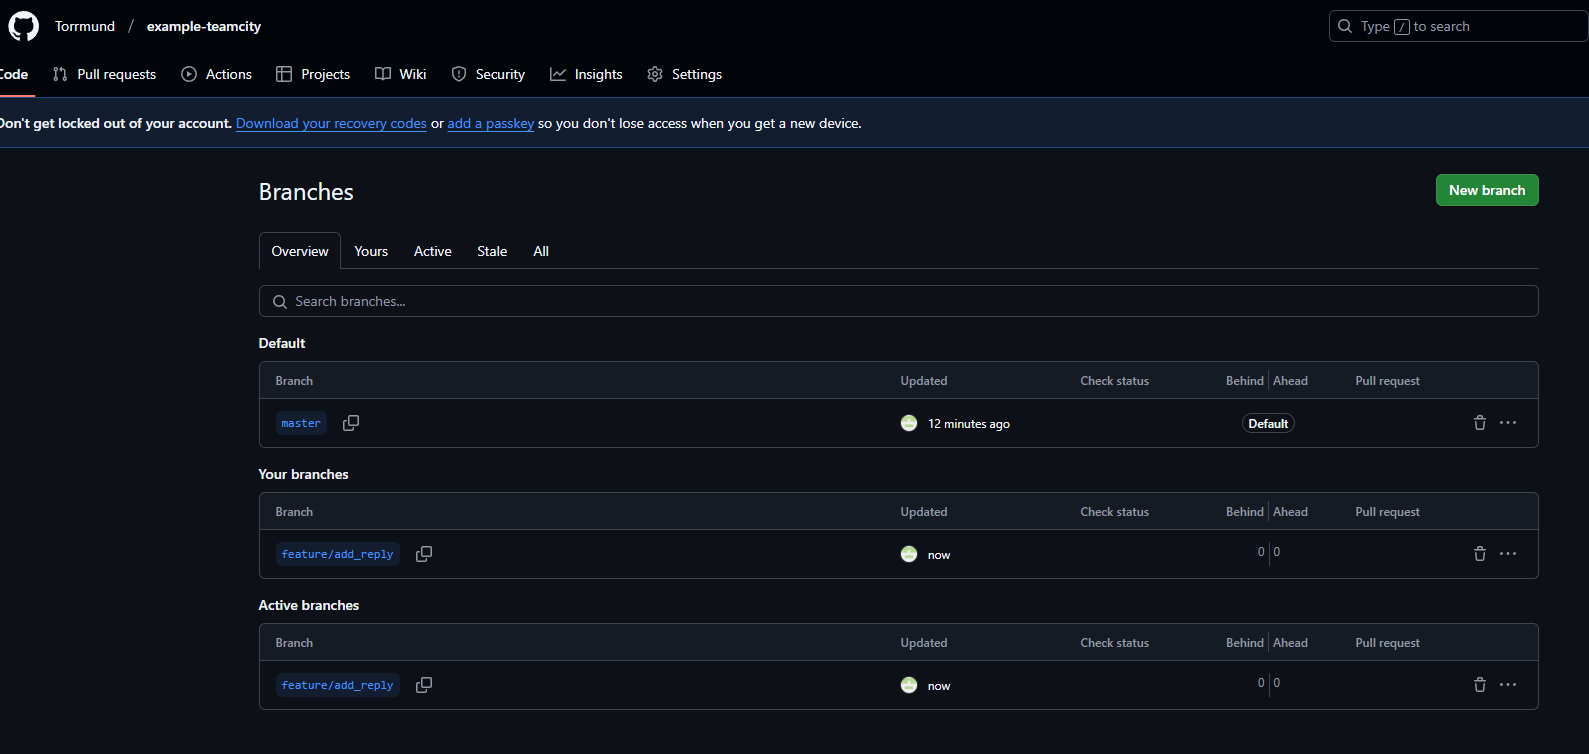 Torrmund / example-teamcity
Type / to search
Code Pull requests Actions Projects Wiki Security Insights Settings
Don't get locked out of your account. Download your recovery codes or add a passkey so you don't lose access when you get a new device.
Branches
New branch
Overview Yours Active Stale All
Search branches...
Default
Branch Updated Check status Behind Ahead Pull request
master 12 minutes ago Default
Your branches
Branch Updated Check status Behind Ahead Pull request
feature/add_reply now 0 0
Active branches
Branch Updated Check status Behind Ahead Pull request
feature/add_reply now 0 0